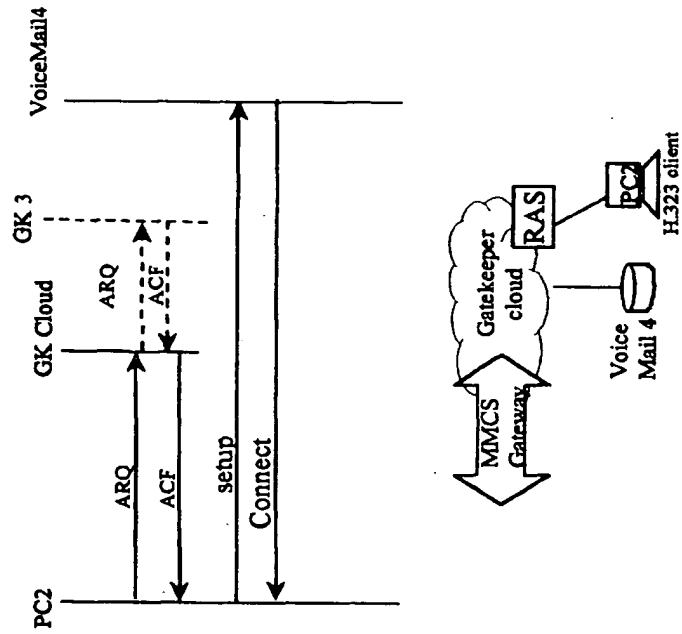 PC2
GK Cloud
GK 3
VoiceMail4
ARQ
ACF
ARQ
ACF
setup
Connect
MMCS
Gateway
Gatekeeper
cloud
RAS
Voice
Mail 4
PC2
H.323 client